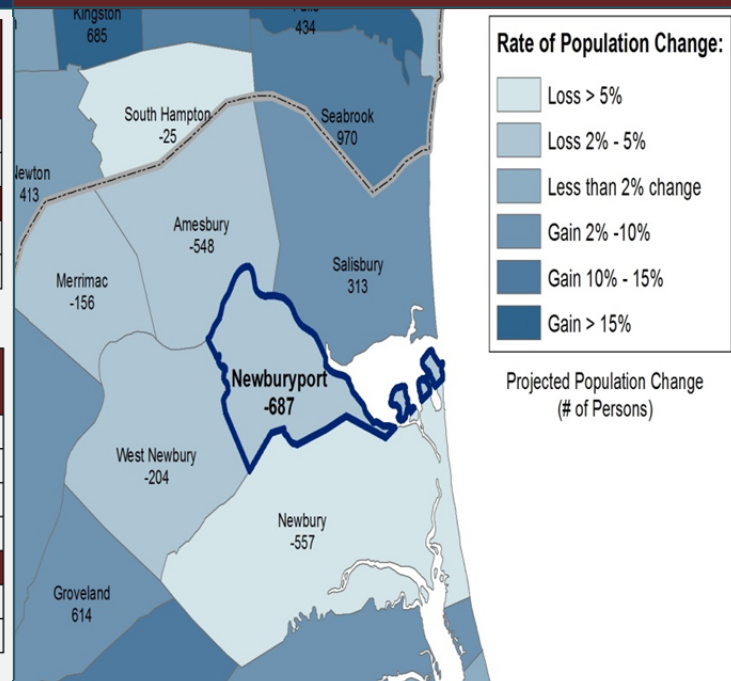 Kingston
685
434
South Hampton
-25
Seabrook
970
Newton
413
Amesbury
-548
Merrimac
-156
Salisbury
313
Newburyport
-687
West Newbury
-204
Newbury
-557
Groveland
614
Rate of Population Change:
Loss > 5%
Loss 2% - 5%
Less than 2% change
Gain 2% -10%
Gain 10% - 15%
Gain > 15%
Projected Population Change
(# of Persons)